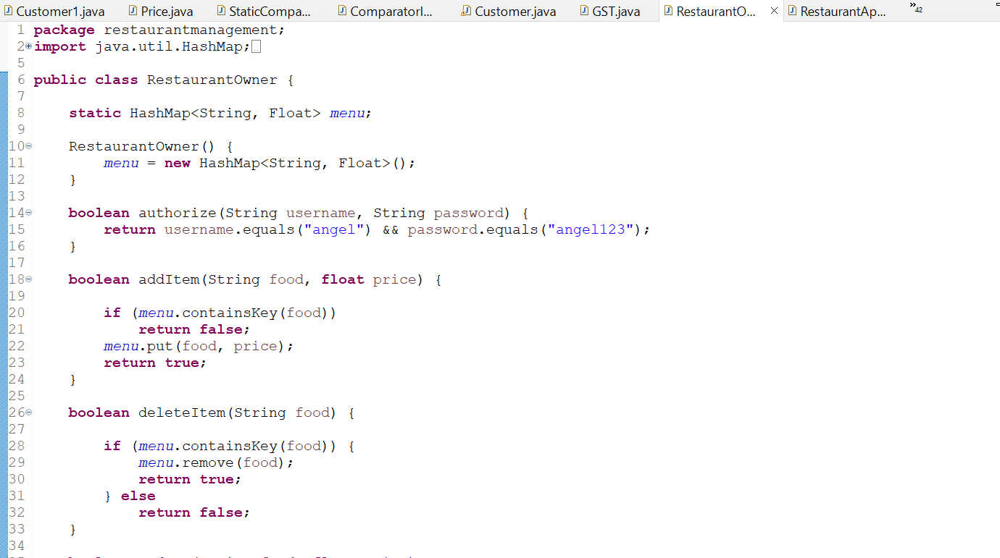 Customer1.java Price.java StaticCompa... ComparatorI... Customer.java GST.java RestaurantO... RestaurantAp... 42
1 package restaurantmanagement;
2 import java.util.HashMap;
5
6 public class RestaurantOwner {
7
8 static HashMap<String, Float> menu;
9
10 RestaurantOwner() {
11 menu = new HashMap<String, Float>();
12 }
13
14 boolean authorize(String username, String password) {
15 return username.equals("angel") && password.equals("angel123");
16 }
17
18 boolean addItem(String food, float price) {
19
20 if (menu.containsKey(food))
21 return false;
22 menu.put(food, price);
23 return true;
24 }
25
26 boolean deleteItem(String food) {
27
28 if (menu.containsKey(food)) {
29 menu.remove(food);
30 return true;
31 } else
32 return false;
33 }
34